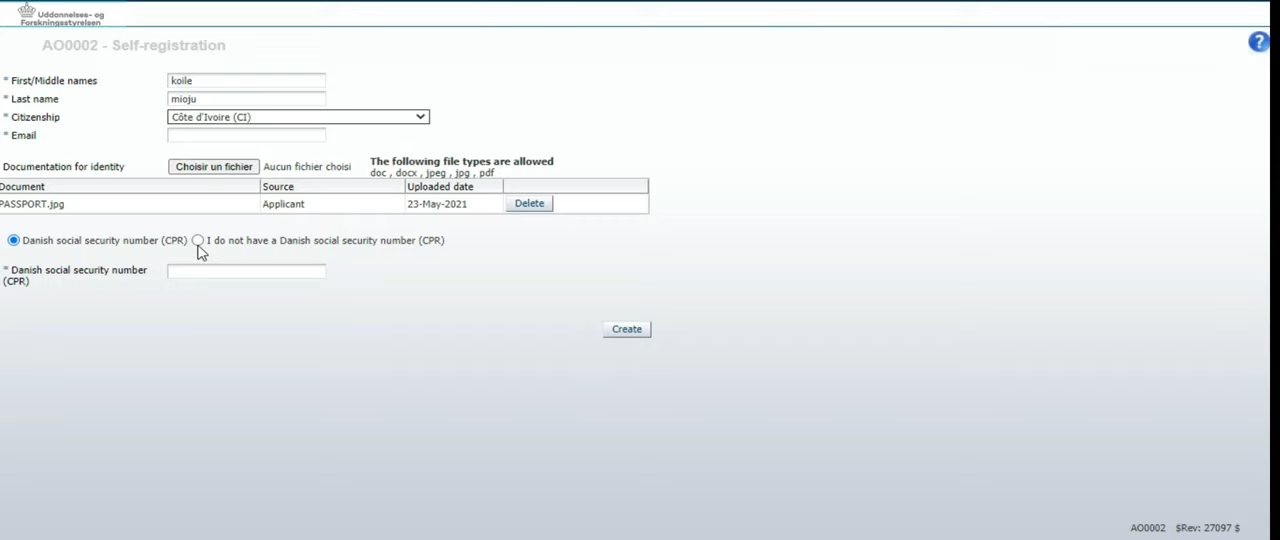 Uddannelses- og
Forskningsstyrelsen
AO0002 - Self-registration
?
* First/Middle names koile
* Last name mioju
* Citizenship Côte d'Ivoire (CI)
* Email
Documentation for identity Choisir un fichier Aucun fichier choisi The following file types are allowed
doc , docx , jpeg , jpg , pdf
Document Source Uploaded date
PASSPORT.jpg Applicant 23-May-2021 Delete
Danish social security number (CPR) I do not have a Danish social security number (CPR)
* Danish social security number
(CPR)
Create
AO0002 $Rev: 27097 $